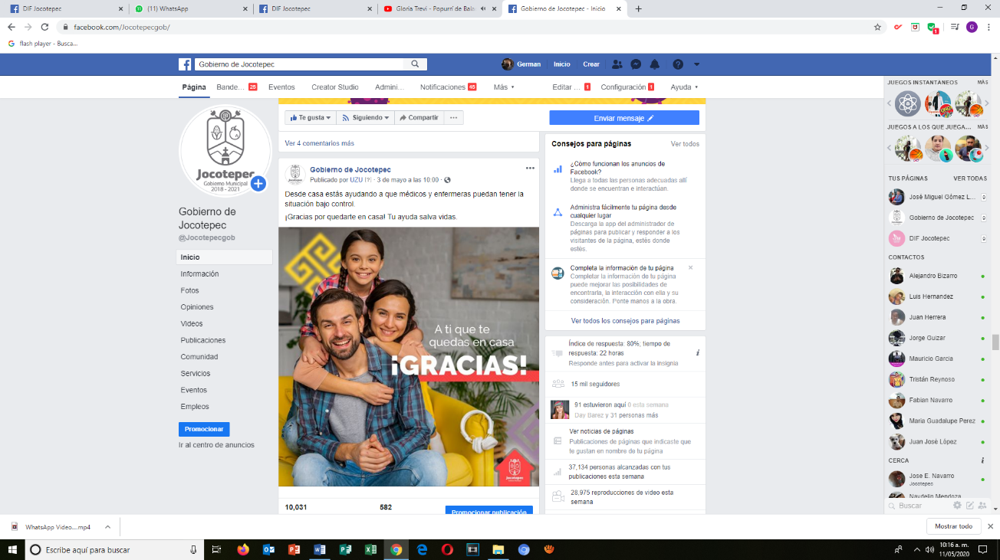 DIF Jocotepec
(11) WhatsApp
DIF Jocotepec
Gloria Trevi - Popurrí de Bala
Gobierno de Jocotepec - Inicio
facebook.com/Jocotepecgob/
1
G
flash player - Busca...
Gobierno de Jocotepec
German
Inicio
Crear
Página
Bande... 26
Eventos
Creator Studio
Admini...
Notificaciones 46
Más
Editar ... 1
Configuración 1
Ayuda
Jocotepec
Gobierno Municipal
2018 - 2021
Gobierno de
Jocotepec
@Jocotepecgob
Inicio
Información
Fotos
Opiniones
Videos
Publicaciones
Comunidad
Servicios
Eventos
Empleos
Promocionar
Ir al centro de anuncios
Te gusta
Siguiendo
Compartir
...
Enviar mensaje
Ver 4 comentarios más
Gobierno de Jocotepec
Publicado por UZU [?] · 3 de mayo a las 10:00 ·
Desde casa estás ayudando a que médicos y enfermeras puedan tener la
situación bajo control.
¡Gracias por quedarte en casa! Tu ayuda salva vidas.
A ti que te
quedas en casa
¡GRACIAS!
Jocotepec
10,031
582
Promocionar publicación
Consejos para páginas
Ver todos
¿Cómo funcionan los anuncios de
Facebook?
Llega a todas las personas adecuadas allí
donde se encuentran e interactúan.
Administra fácilmente tu página desde
cualquier lugar
Descarga la app del administrador de
páginas para publicar y responder a los
visitantes de la página, estés donde
estés.
Completa la información de tu página
Completar la información de tu página
puede mejorar las posibilidades de
encontrarla, la interacción con ella y su
consideración. Ponte manos a la obra.
Ver todos los consejos para páginas
Índice de respuesta: 80%; tiempo de
respuesta: 22 horas
Responde antes para activar la insignia
15 mil seguidores
91 estuvieron aquí 0 esta semana
Day Barez y 31 personas más
Ver noticias de páginas
Publicaciones de páginas que indicaste que
te gustan en nombre de tu página
37,134 personas alcanzadas con tus
publicaciones esta semana
28,975 reproducciones de video esta
semana
JUEGOS INSTANTÁNEOS
MÁS
JUEGOS A LOS QUE JUEGA...
MÁS
TUS PÁGINAS
VER TODAS
José Miguel Gómez L... 9
Gobierno de Jocotepec 9
DIF Jocotepec 9
CONTACTOS
Alejandro Bizarro
Luis Hernandez
Juan Herrera
Jorge Guizar
Mauricio Garcia
Tristán Reynoso
Fabian Navarro
Maria Guadalupe Perez
Juan Josè López
CERCA
Jose E. Navarro
Jocotepec
Naydelin Mendoza
Buscar
WhatsApp Video....mp4
Mostrar todo
Escribe aquí para buscar
10:16 a. m.
11/05/2020